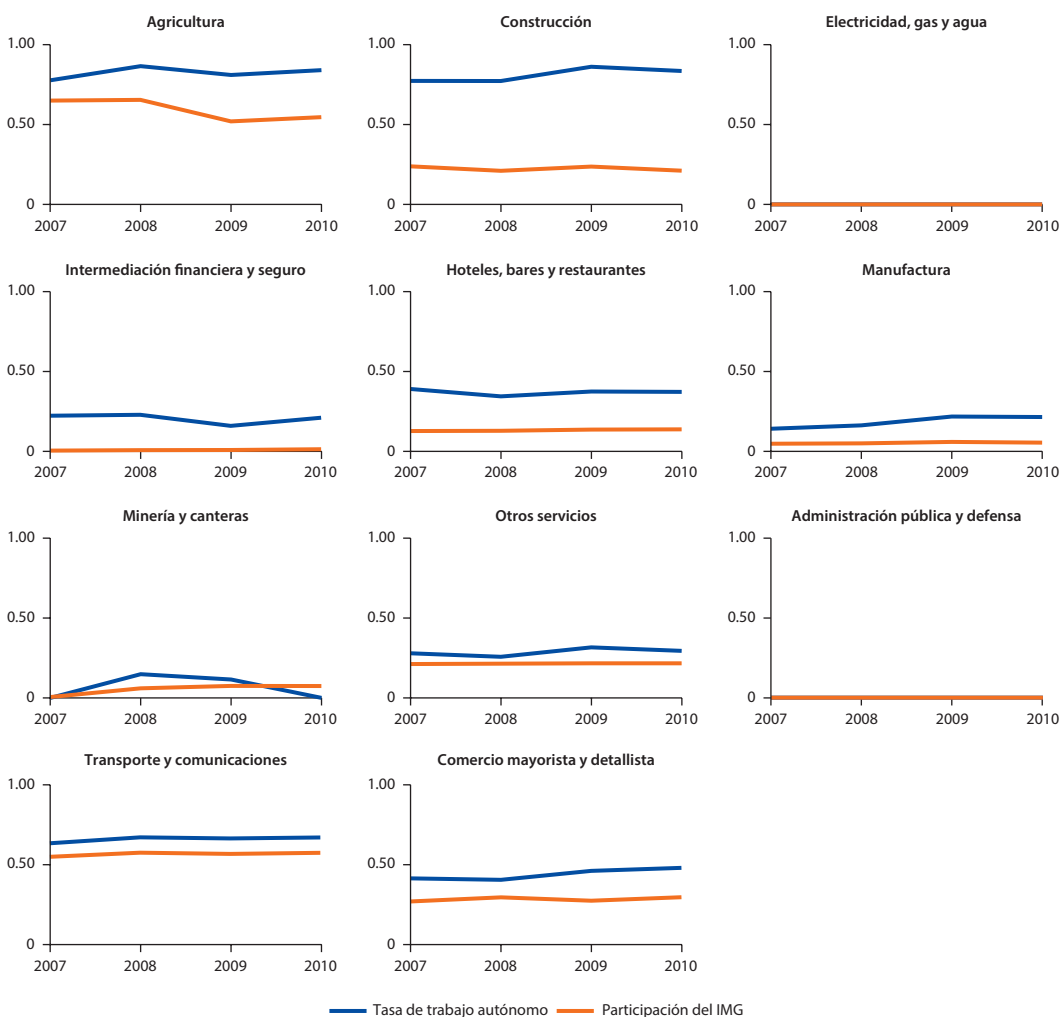 Agricultura
1.00
0.50
0
2007 2008 2009 2010
Construcción
1.00
0.50
0
2007 2008 2009 2010
Electricidad, gas y agua
1.00
0.50
0
2007 2008 2009 2010
Intermediación financiera y seguro
1.00
0.50
0
2007 2008 2009 2010
Hoteles, bares y restaurantes
1.00
0.50
0
2007 2008 2009 2010
Manufactura
1.00
0.50
0
2007 2008 2009 2010
Minería y canteras
1.00
0.50
0
2007 2008 2009 2010
Otros servicios
1.00
0.50
0
2007 2008 2009 2010
Administración pública y defensa
1.00
0.50
0
2007 2008 2009 2010
Transporte y comunicaciones
1.00
0.50
0
2007 2008 2009 2010
Comercio mayorista y detallista
1.00
0.50
0
2007 2008 2009 2010
Tasa de trabajo autónomo Participación del IMG